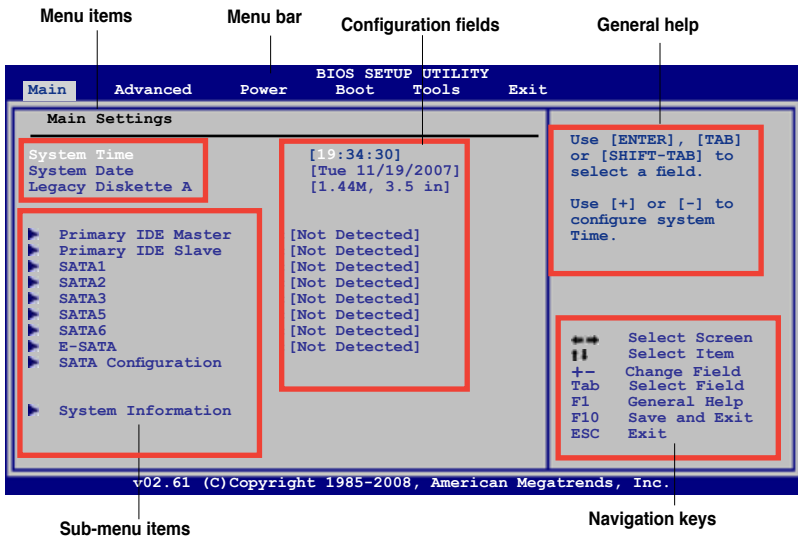 Menu items
Menu bar
Configuration fields
General help
BIOS SETUP UTILITY
Main Advanced Power Boot Tools Exit
Main Settings
System Time [19:34:30]
System Date [Tue 11/19/2007]
Legacy Diskette A [1.44M, 3.5 in]
Primary IDE Master [Not Detected]
Primary IDE Slave [Not Detected]
SATA1 [Not Detected]
SATA2 [Not Detected]
SATA3 [Not Detected]
SATA5 [Not Detected]
SATA6 [Not Detected]
E-SATA [Not Detected]
SATA Configuration
System Information
Use [ENTER], [TAB]
or [SHIFT-TAB] to
select a field.
Use [+] or [-] to
configure system
Time.
Select Screen
Select Item
+- Change Field
Tab Select Field
F1 General Help
F10 Save and Exit
ESC Exit
v02.61 (C)Copyright 1985-2008, American Megatrends, Inc.
Sub-menu items
Navigation keys